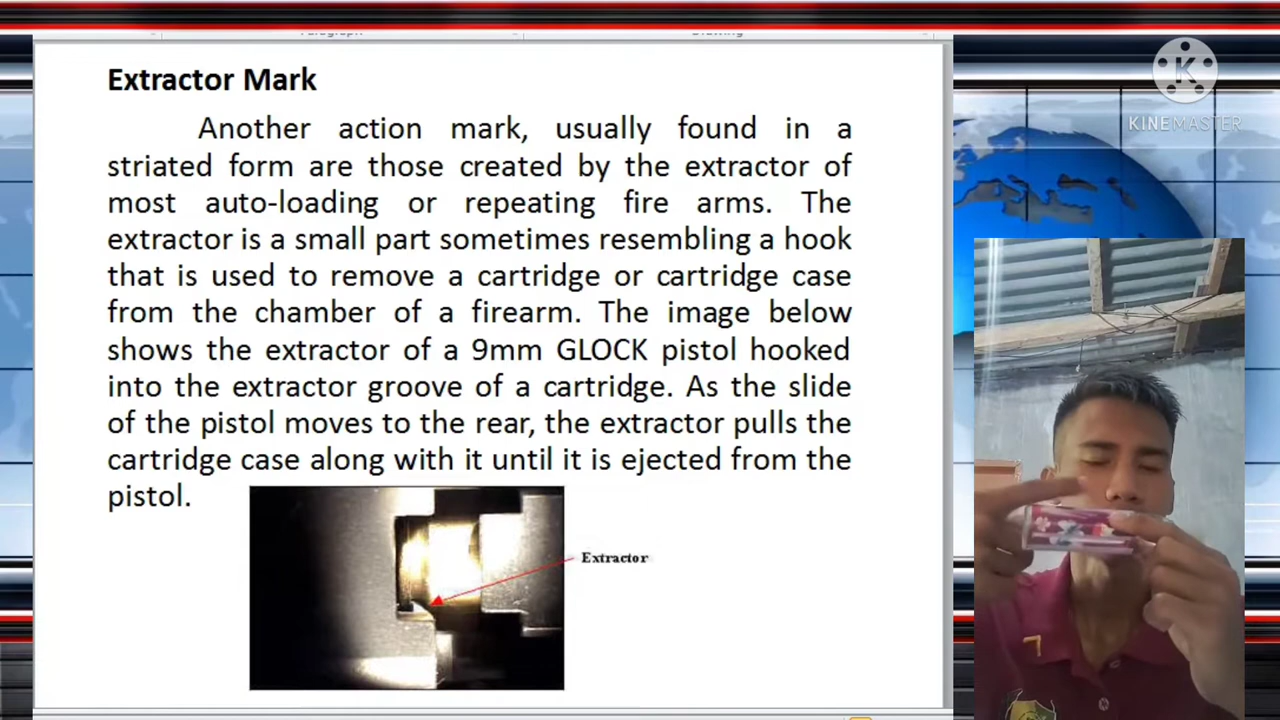 Extractor Mark
Another action mark, usually found in a
striated form are those created by the extractor of
most auto-loading or repeating fire arms. The
extractor is a small part sometimes resembling a hook
that is used to remove a cartridge or cartridge case
from the chamber of a firearm. The image below
shows the extractor of a 9mm GLOCK pistol hooked
into the extractor groove of a cartridge. As the slide
of the pistol moves to the rear, the extractor pulls the
cartridge case along with it until it is ejected from the
pistol.
Extractor
K
KINEMASTER